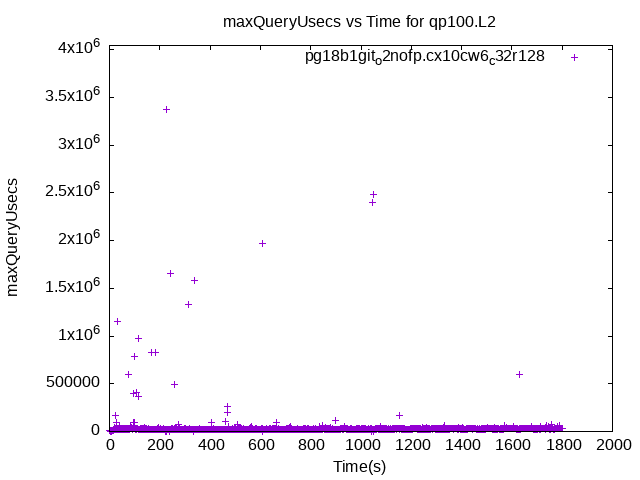 maxQueryUsecs vs Time for qp100.L2
pg18b1git_o2nofp.cx10cw6_c32r128
maxQueryUsecs
4x10^6
3.5x10^6
3x10^6
2.5x10^6
2x10^6
1.5x10^6
1x10^6
500000
0
0 200 400 600 800 1000 1200 1400 1600 1800 2000
Time(s)